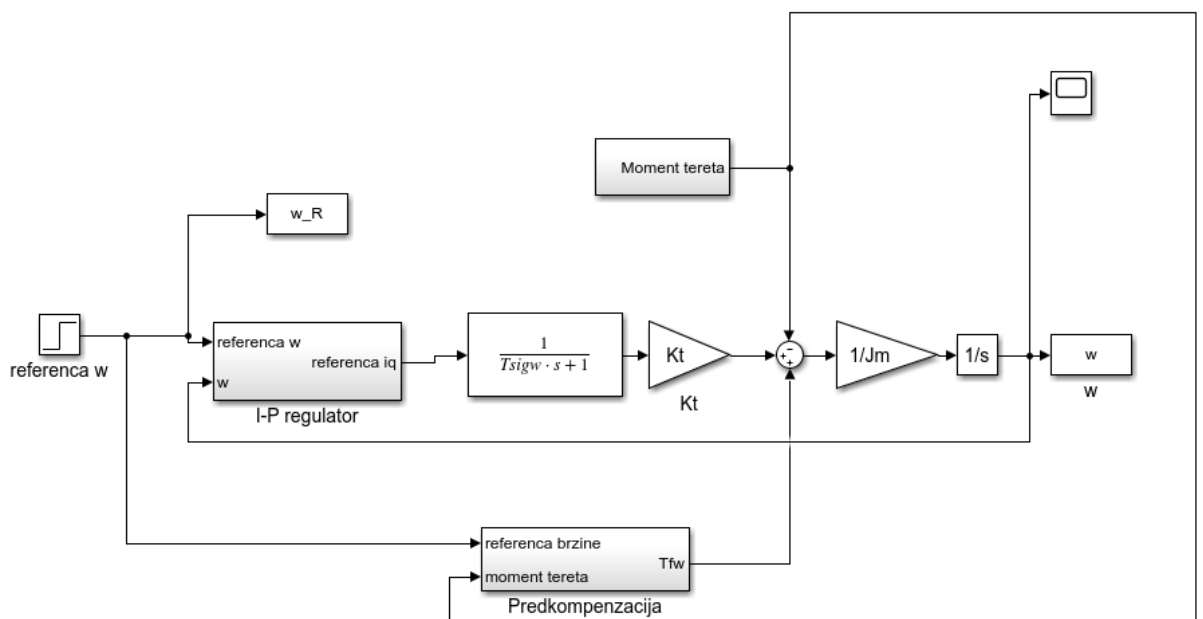 Moment tereta
w_R
referenca w
referenca w
referenca iq
w
I-P regulator
1
Tsigw · s + 1
Kt
Kt
−
+
+
1/Jm
1/s
w
w
referenca brzine
Tfw
moment tereta
Predkompenzacija